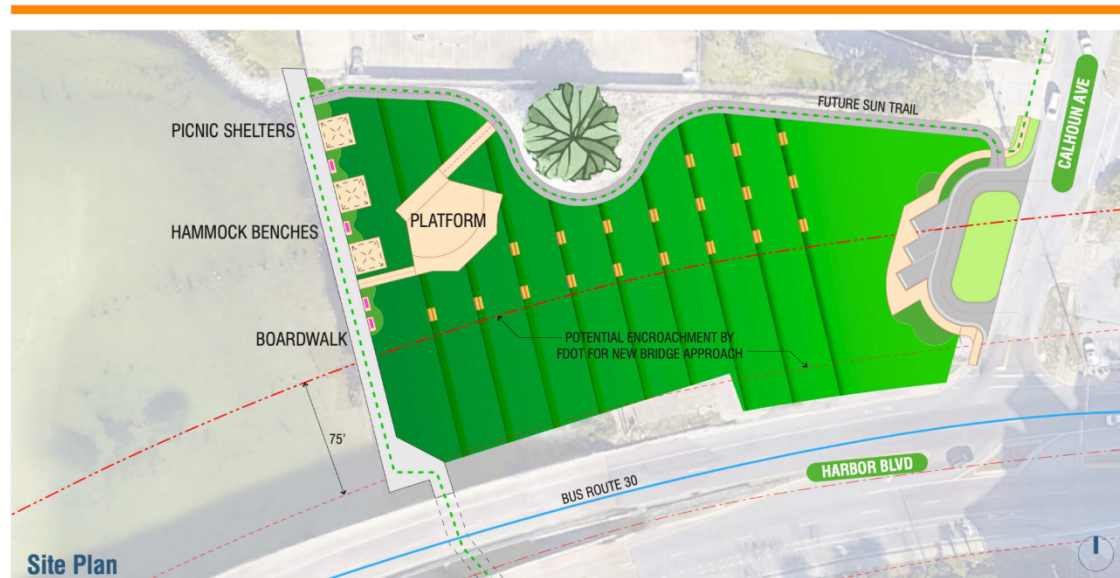 FUTURE SUN TRAIL
CALHOUN AVE
PICNIC SHELTERS
PLATFORM
HAMMOCK BENCHES
BOARDWALK
POTENTIAL ENCROACHMENT BY
FDOT FOR NEW BRIDGE APPROACH
75'
HARBOR BLVD
BUS ROUTE 30
Site Plan